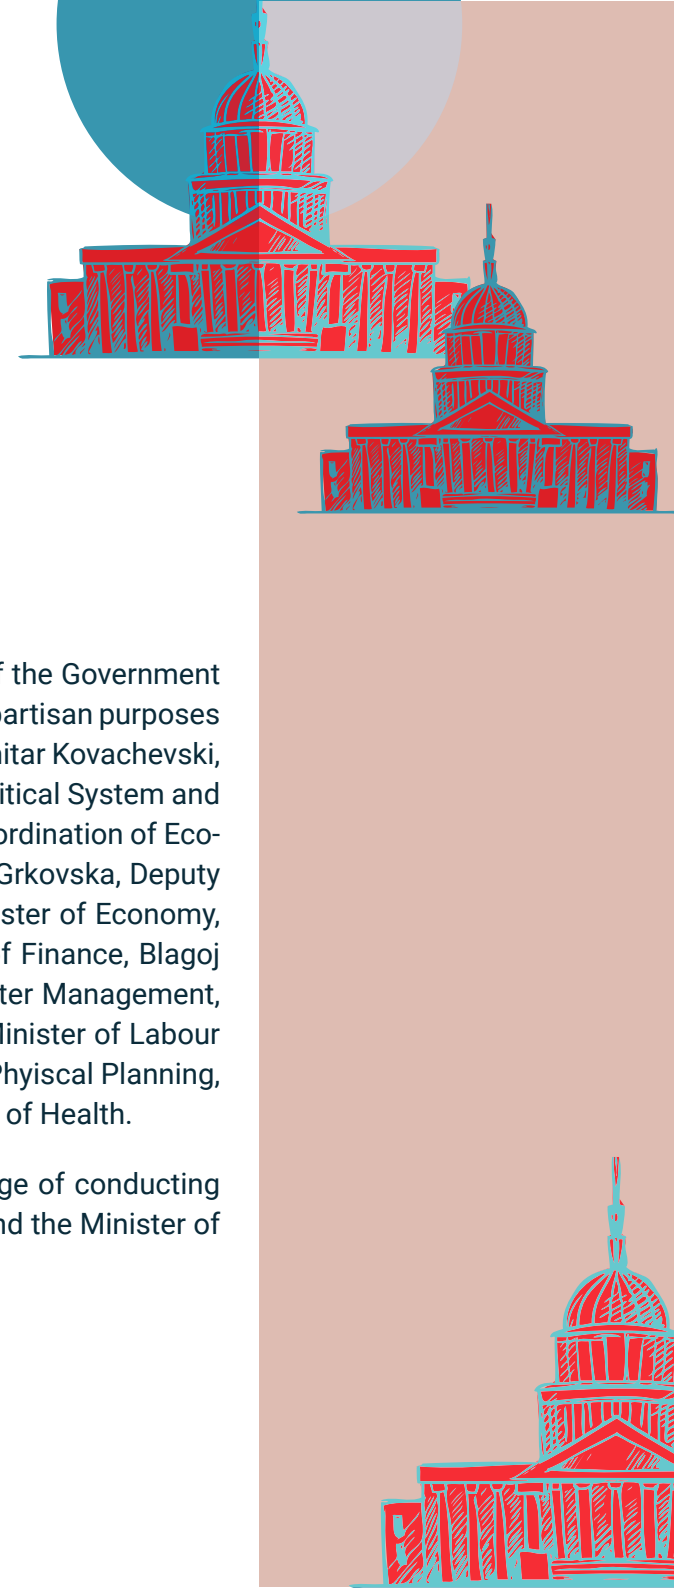 f the Government
partisan purposes
itar Kovachevski,
itical System and
ordination of Eco-
Grkovska, Deputy
ster of Economy,
f Finance, Blagoj
ter Management,
Minister of Labour
Phyiscal Planning,
of Health.
ge of conducting
nd the Minister of